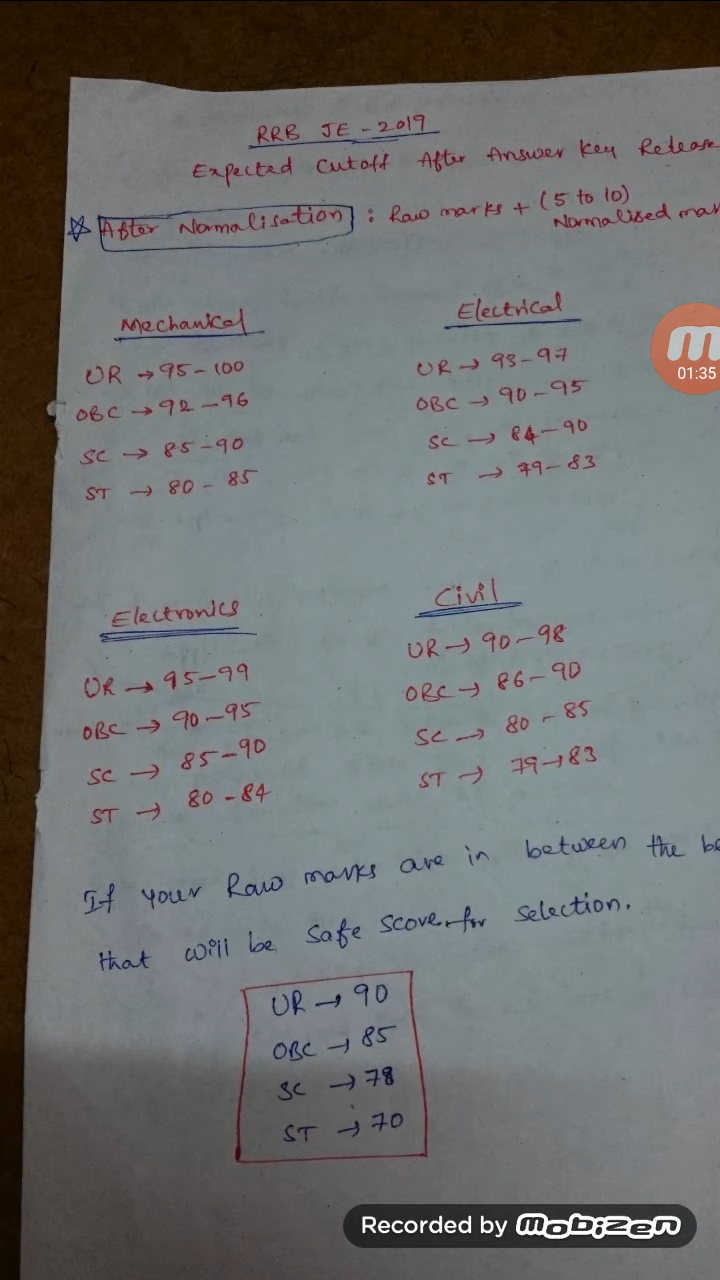 RRB JE - 2019
Expected Cutoff After Answer Key Release
After Normalisation : Raw marks + (5 to 10)
Normalised mar
Mechanical
UR → 95-100
OBC → 92-96
SC → 85-90
ST → 80-85
Electrical
UR → 93-97
OBC → 90-95
SC → 84-90
ST → 79-83
Electronics
UR → 95-99
OBC → 90-95
SC → 85-90
ST → 80-84
Civil
UR → 90-98
OBC → 86-90
SC → 80-85
ST → 79→83
If your Raw marks are in between the be
that will be safe score for selection.
UR → 90
OBC → 85
SC → 78
ST → 70
01:35
Recorded by mobizen